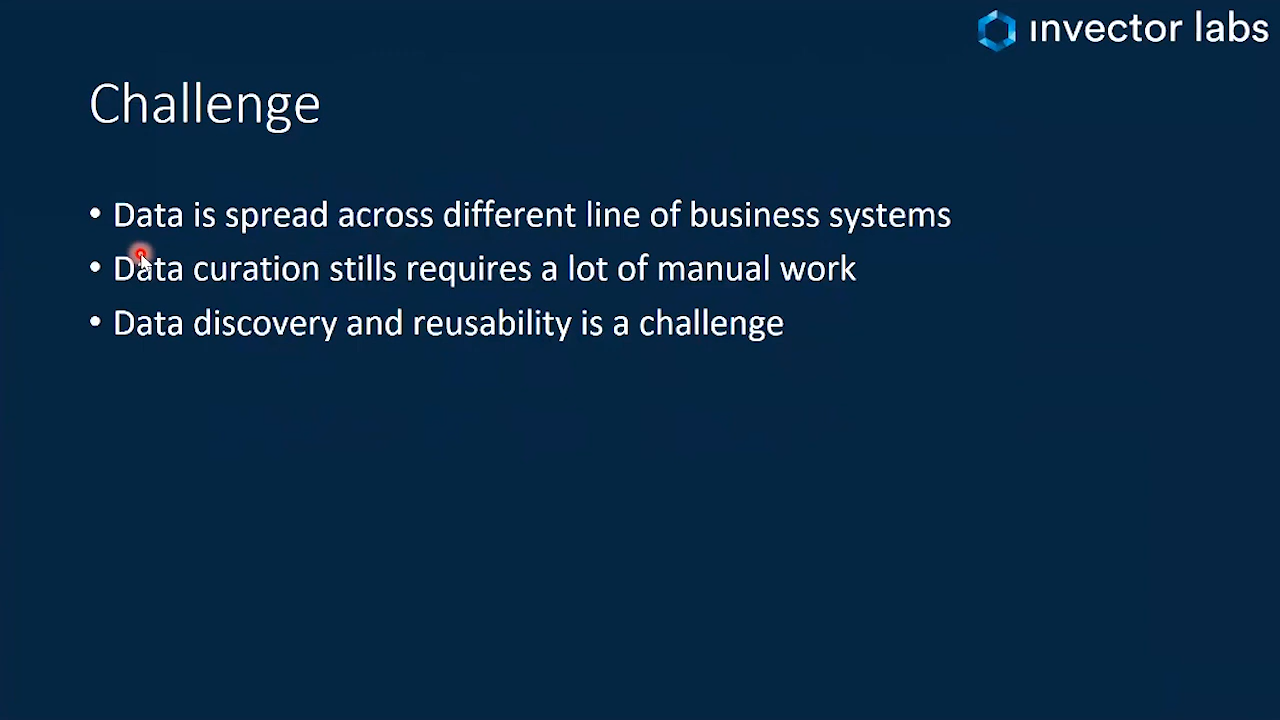 invector labs
Challenge
• Data is spread across different line of business systems
• Data curation stills requires a lot of manual work
• Data discovery and reusability is a challenge